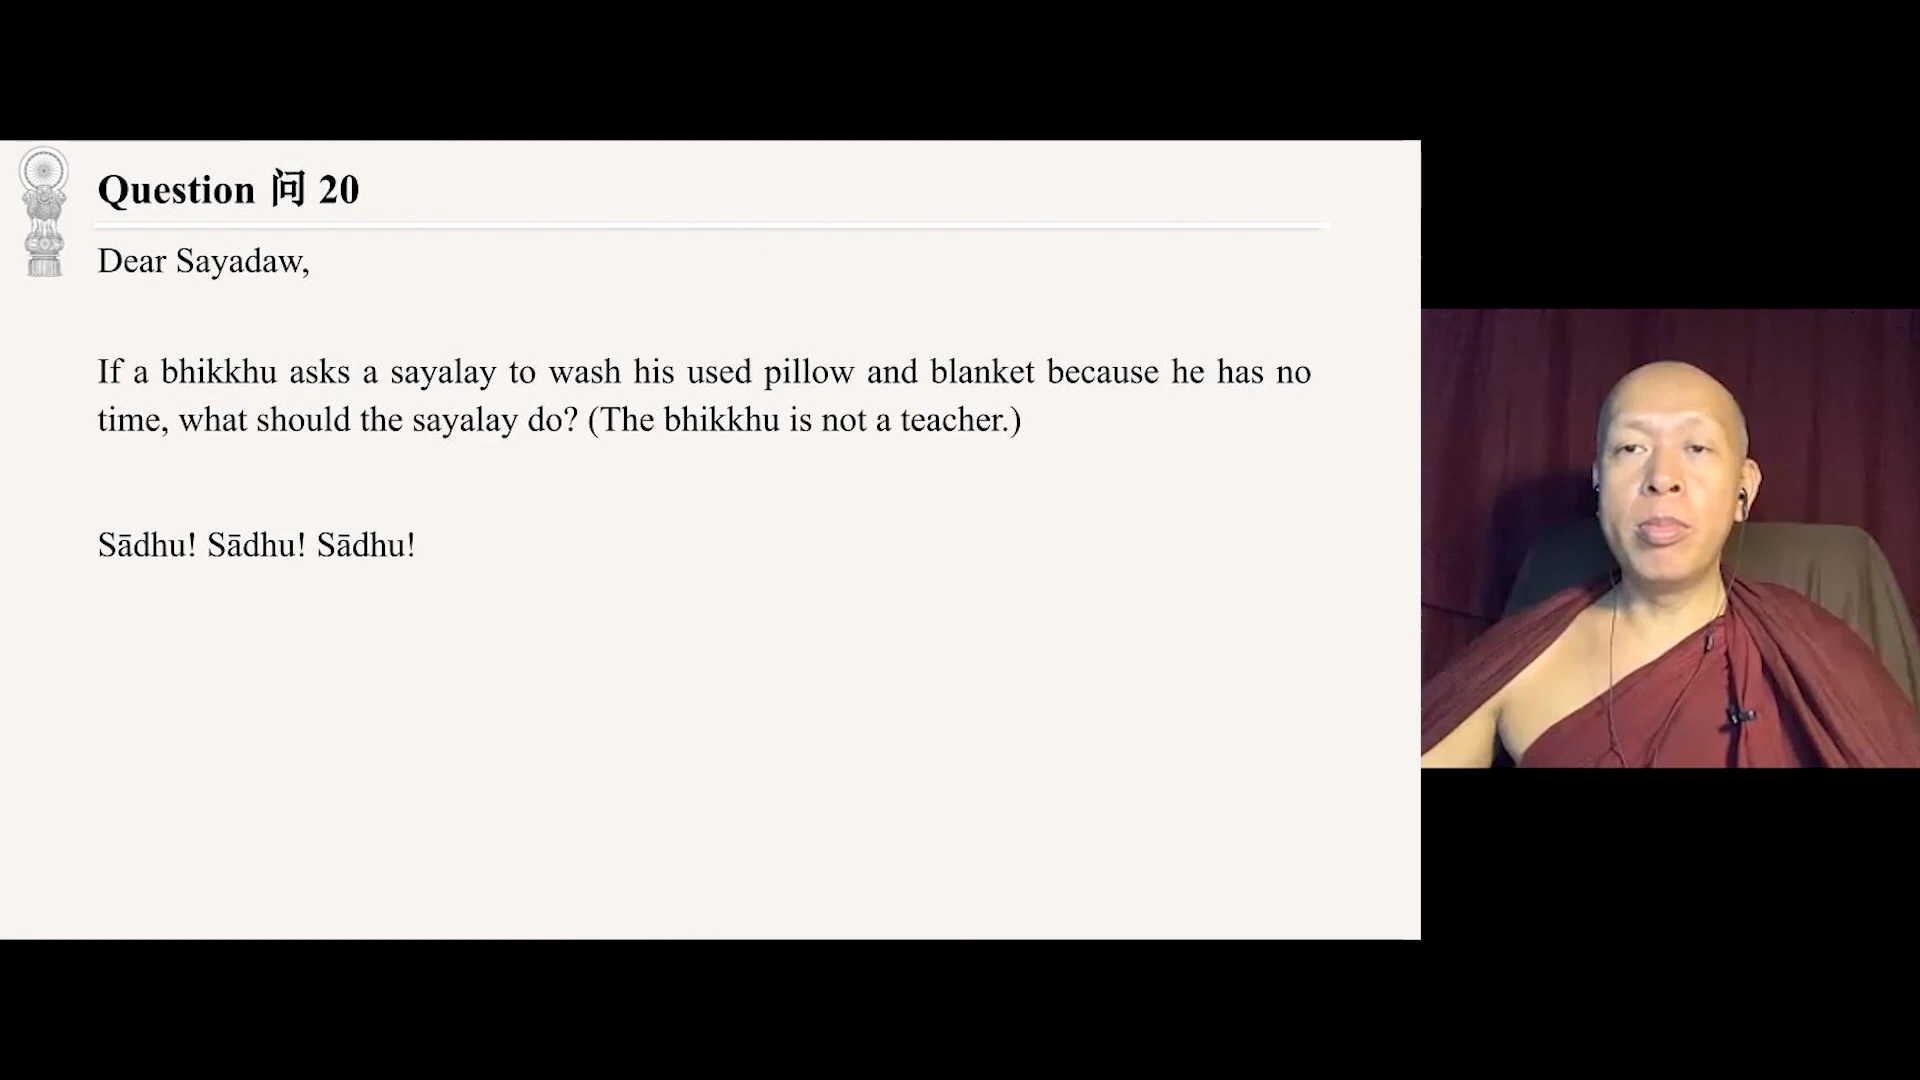 Question 问 20
Dear Sayadaw,
If a bhikkhu asks a sayalay to wash his used pillow and blanket because he has no
time, what should the sayalay do? (The bhikkhu is not a teacher.)
Sādhu! Sādhu! Sādhu!